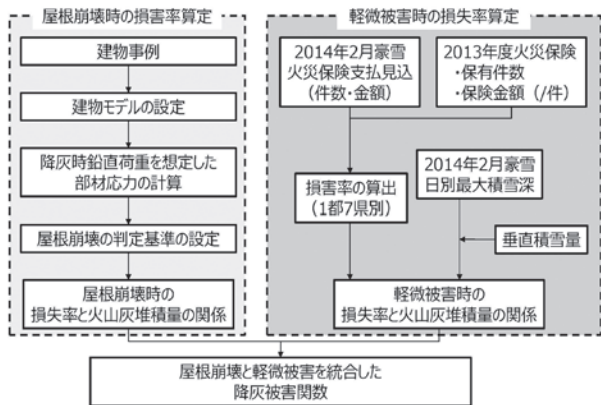 屋根崩壊時の損害率算定
建物事例
建物モデルの設定
降灰時鉛直荷重を想定した
部材応力の計算
屋根崩壊の判定基準の設定
屋根崩壊時の
損失率と火山灰堆積量の関係
軽微被害時の損失率算定
2014年2月豪雪
火災保険支払見込
（件数・金額）
2013年度火災保険
・保有件数
・保険金額（/件）
損害率の算出
（1都7県別）
2014年2月豪雪
日別最大積雪深
垂直積雪量
軽微被害時の
損失率と火山灰堆積量の関係
屋根崩壊と軽微被害を統合した
降灰被害関数